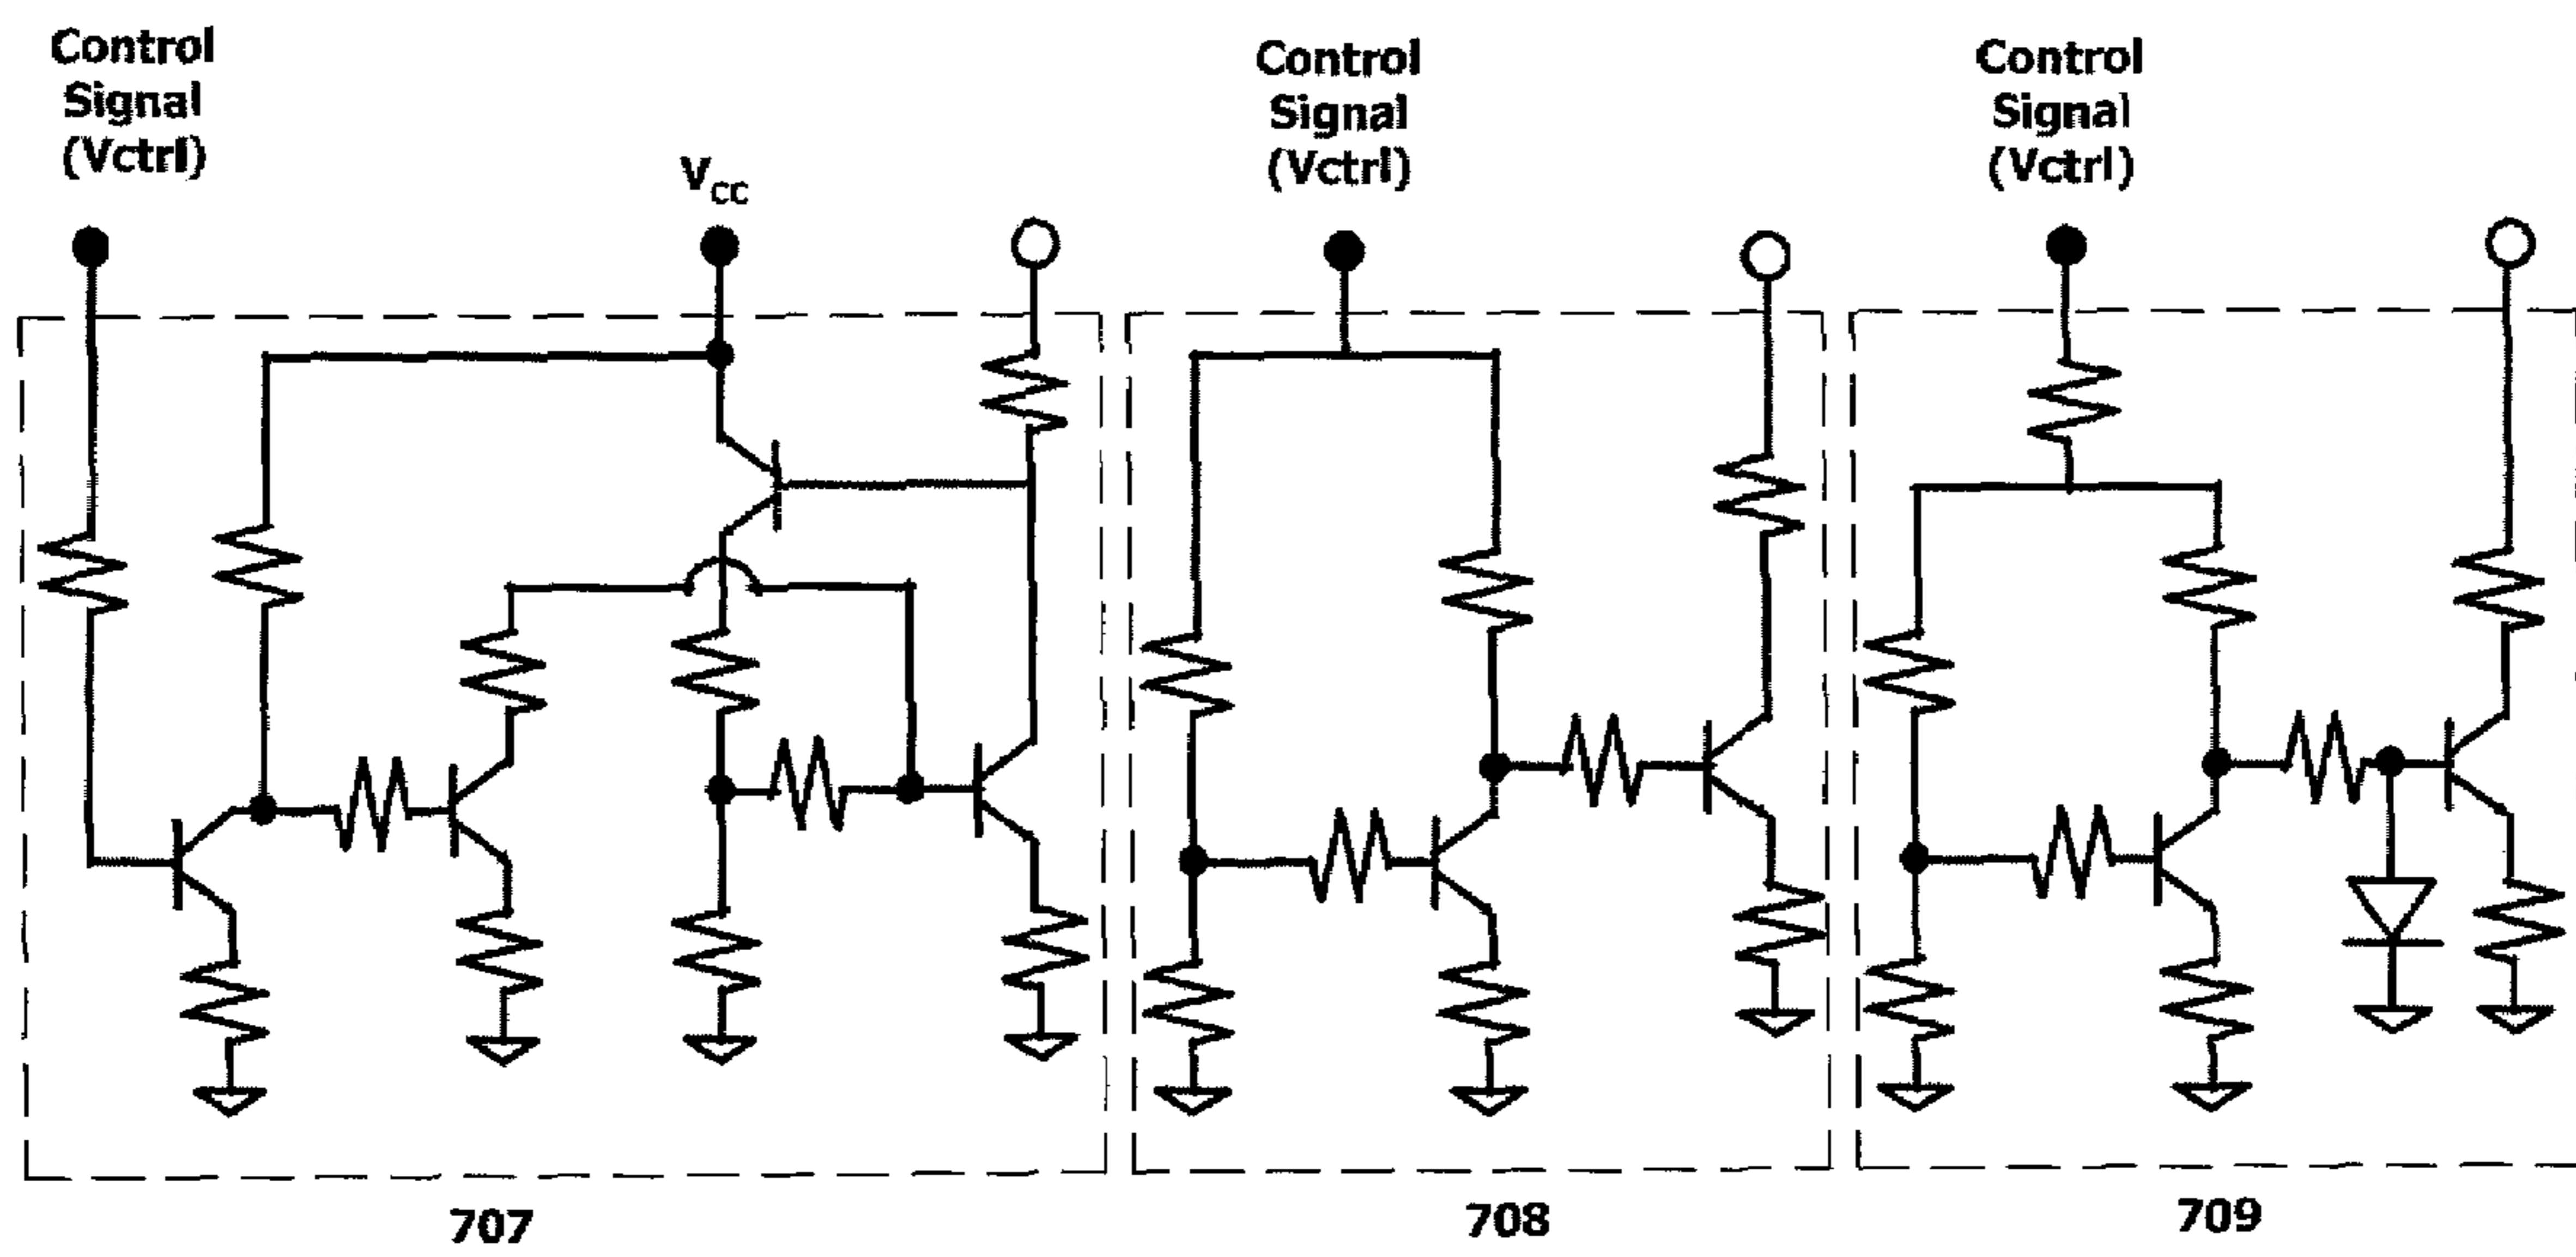 Control
Signal
(Vctrl)
VCC
Control
Signal
(Vctrl)
Control
Signal
(Vctrl)
707
708
709